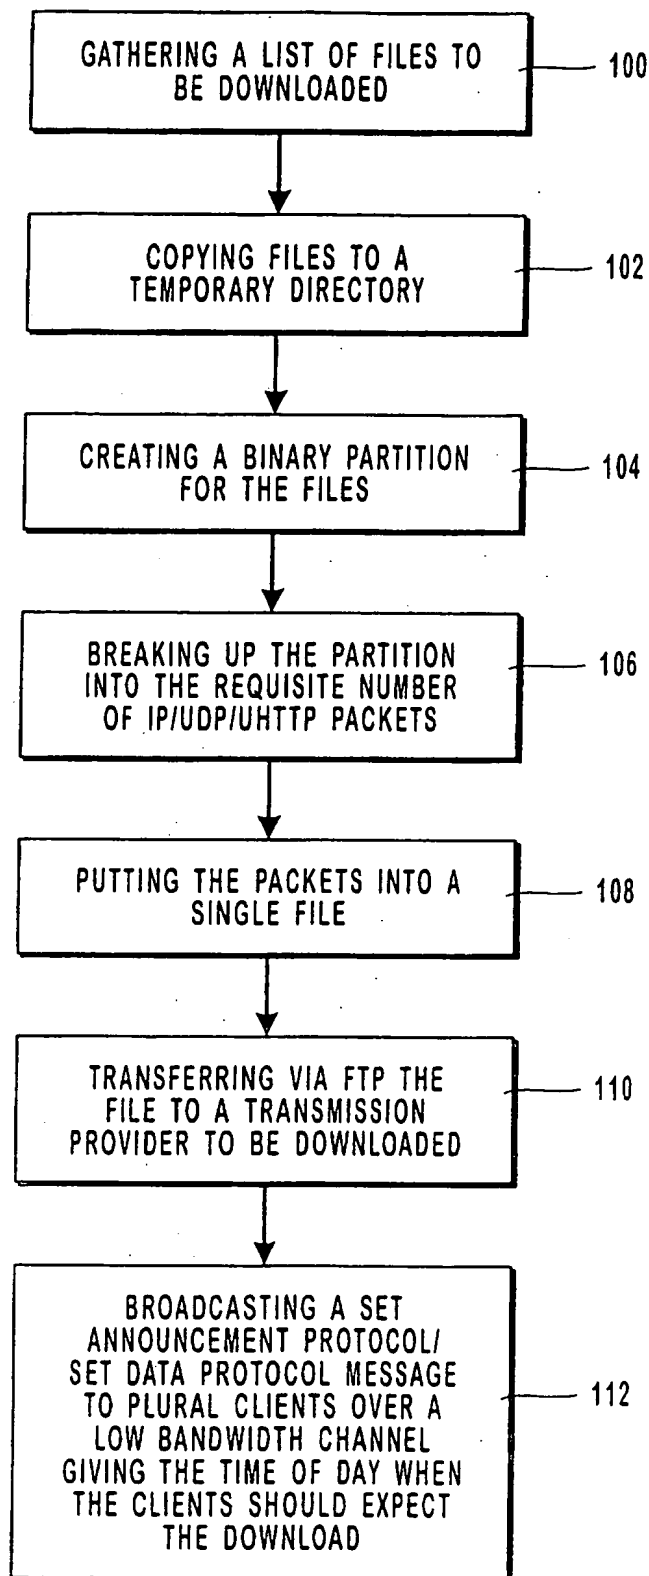 GATHERING A LIST OF FILES TO
BE DOWNLOADED
100
COPYING FILES TO A
TEMPORARY DIRECTORY
102
CREATING A BINARY PARTITION
FOR THE FILES
104
BREAKING UP THE PARTITION
INTO THE REQUISITE NUMBER
OF IP/UDP/UHTTP PACKETS
106
PUTTING THE PACKETS INTO A
SINGLE FILE
108
TRANSFERRING VIA FTP THE
FILE TO A TRANSMISSION
PROVIDER TO BE DOWNLOADED
110
BROADCASTING A SET
ANNOUNCEMENT PROTOCOL/
SET DATA PROTOCOL MESSAGE
TO PLURAL CLIENTS OVER A
LOW BANDWIDTH CHANNEL
GIVING THE TIME OF DAY WHEN
THE CLIENTS SHOULD EXPECT
THE DOWNLOAD
112